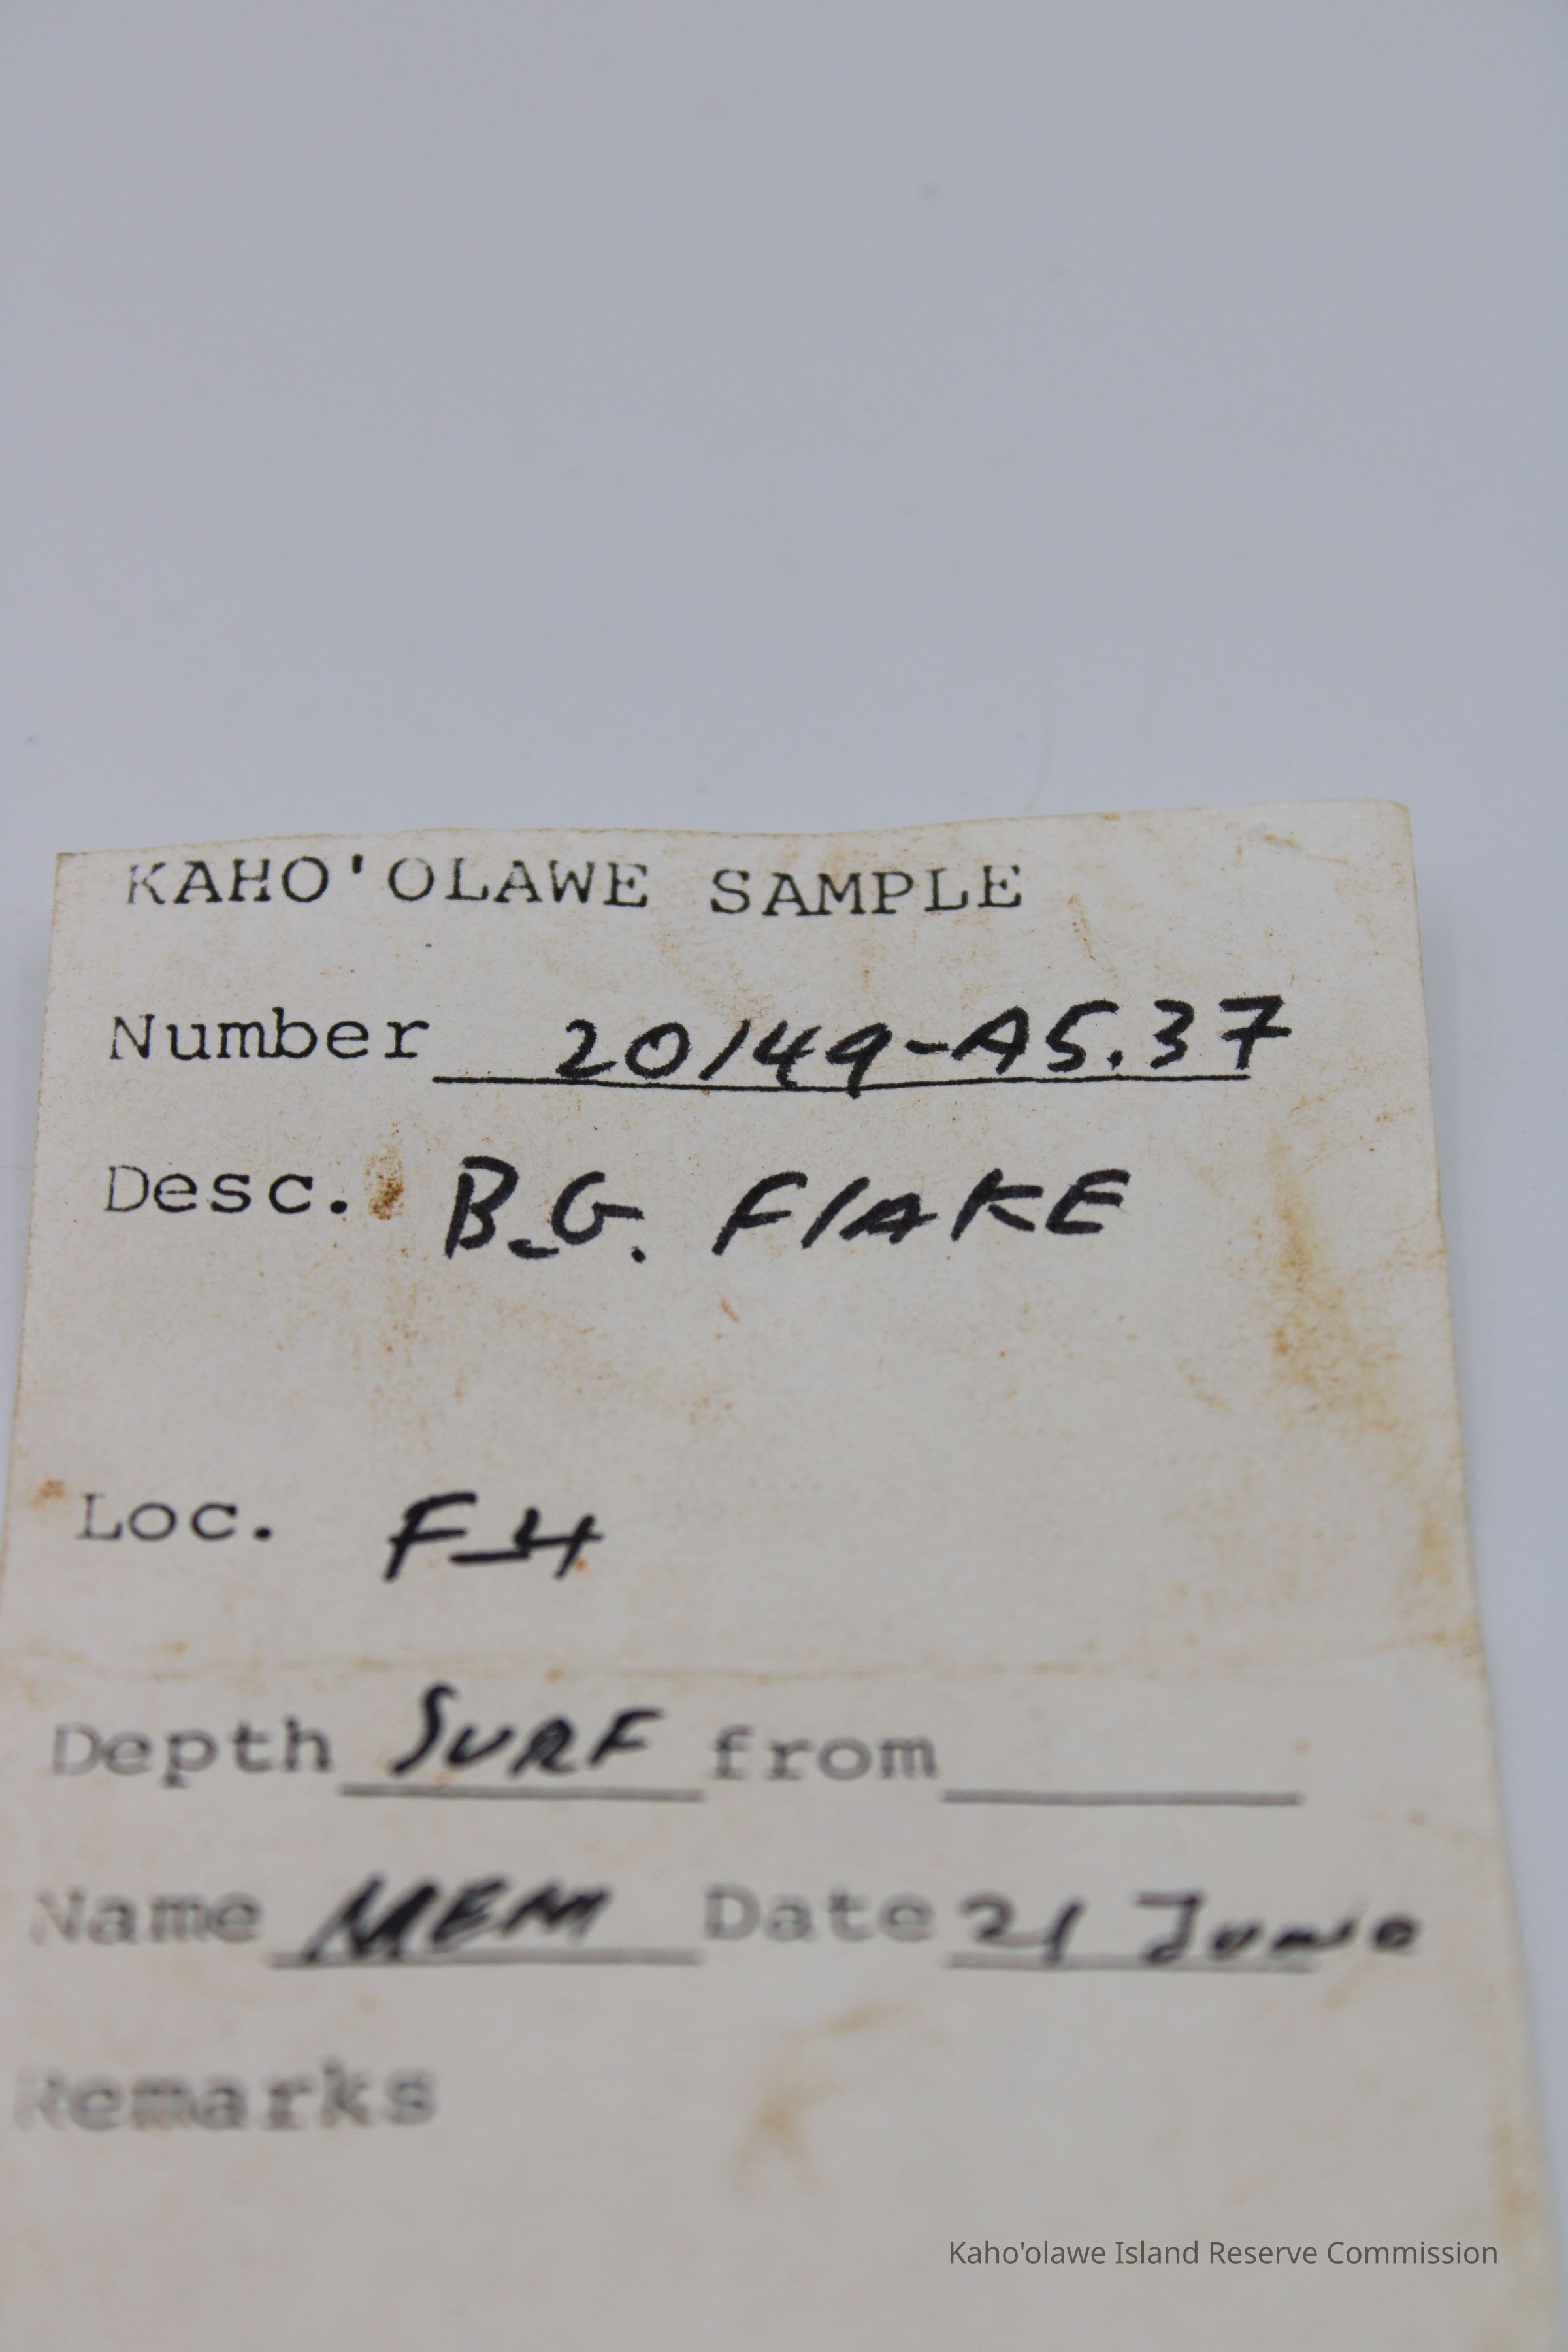 KAHO'OLAWE SAMPLE
Number 20149-A5.37
Desc. B.G. FlAKE
Loc. F-4
Depth SURF from
Name MEM Date 21 June
Remarks
Kaho'olawe Island Reserve Commission